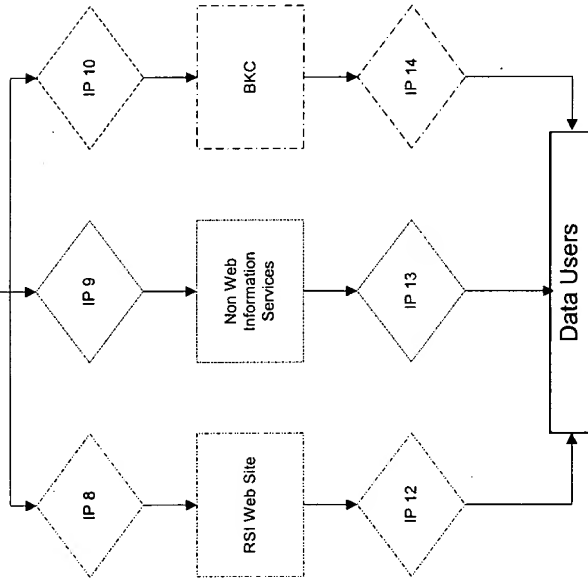 IP 8
IP 9
IP 10
RSI Web Site
Non Web
Information
Services
BKC
IP 12
IP 13
IP 14
Data Users